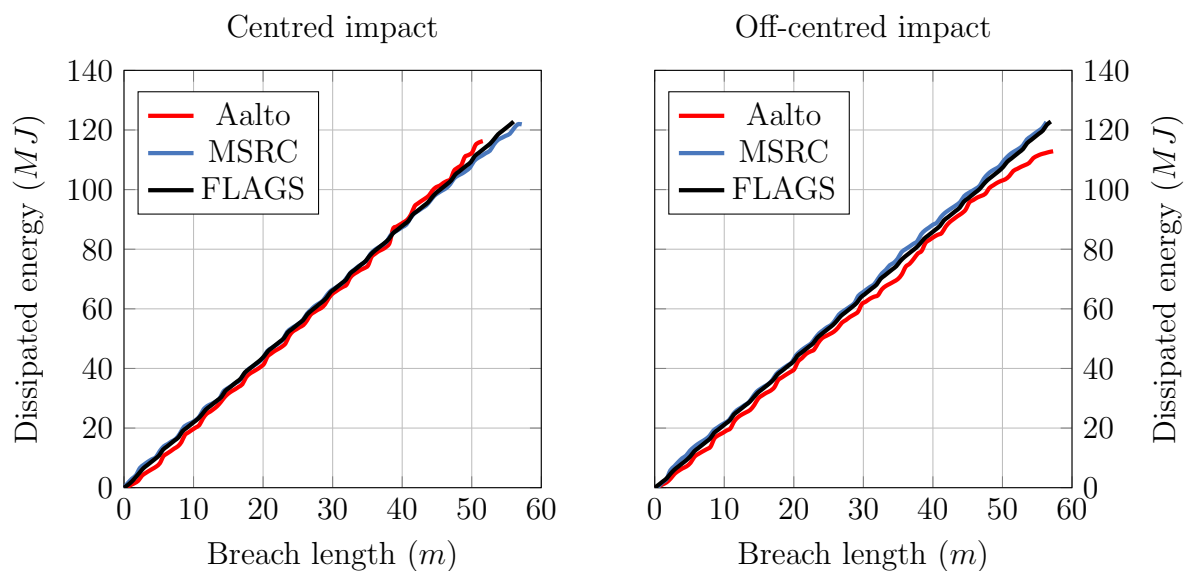 Centred impact
140
120
100
80
60
40
20
0
Dissipated energy (MJ)
Aalto
MSRC
FLAGS
0 10 20 30 40 50 60
Breach length (m)
Off-centred impact
Aalto
MSRC
FLAGS
140
120
100
80
60
40
20
0
Dissipated energy (MJ)
0 10 20 30 40 50 60
Breach length (m)